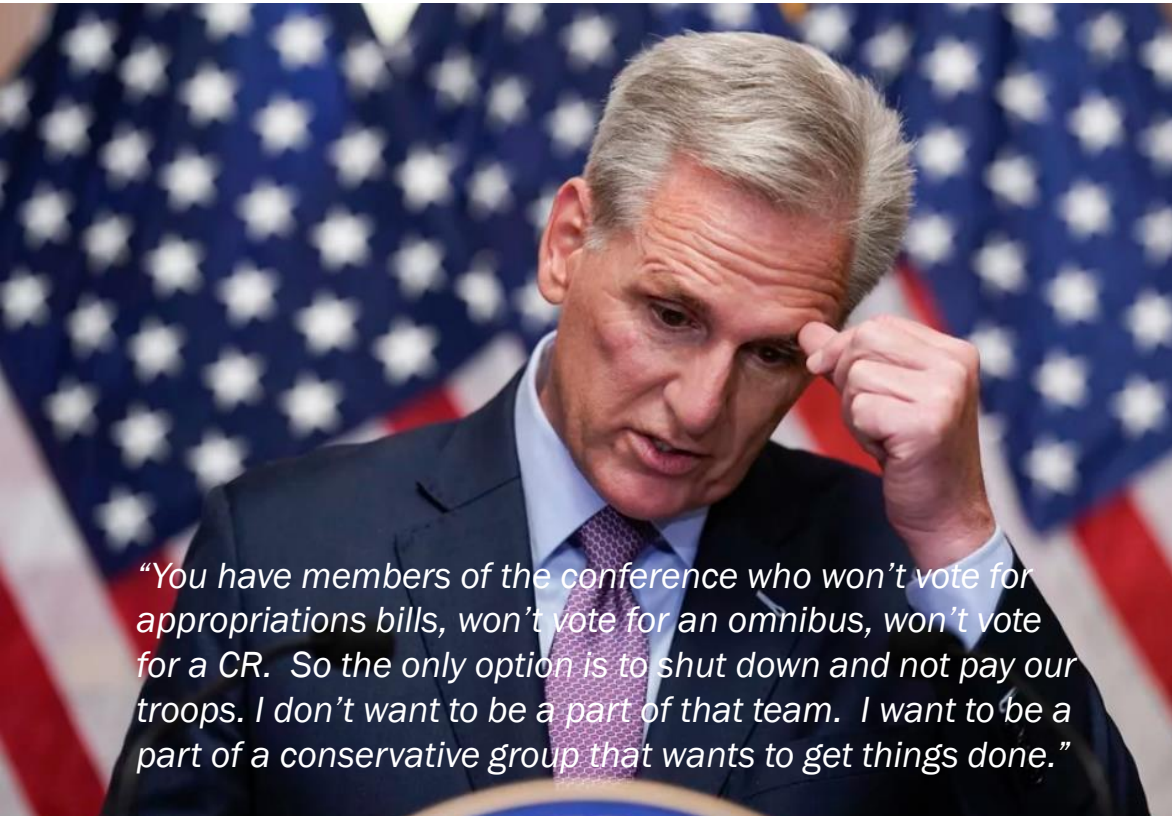 “You have members of the conference who won’t vote for
appropriations bills, won’t vote for an omnibus, won’t vote
for a CR.  So the only option is to shut down and not pay our
troops. I don’t want to be a part of that team.  I want to be a
part of a conservative group that wants to get things done.”